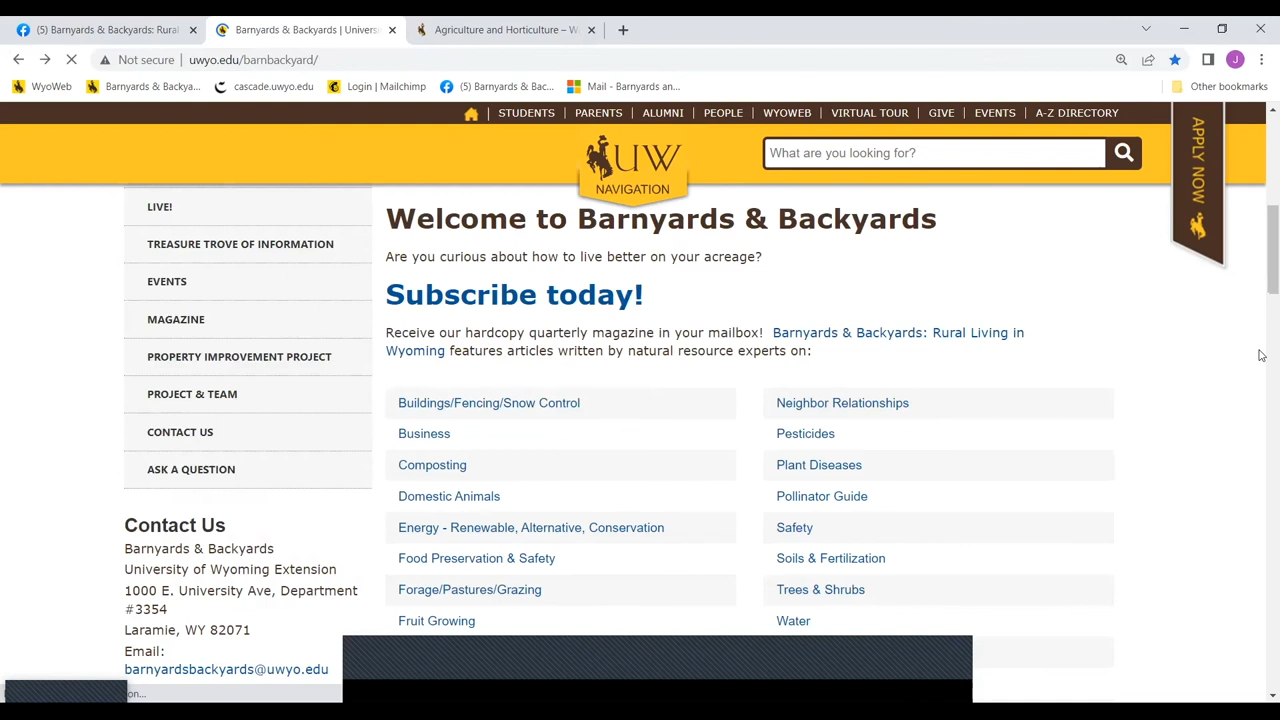 (5) Barnyards & Backyards: Rural
Barnyards & Backyards | Univers
Agriculture and Horticulture – W
Not secure
uwyo.edu/barnbackyard/
J
WyoWeb
Barnyards & Backya...
cascade.uwyo.edu
Login | Mailchimp
(5) Barnyards & Bac...
Mail - Barnyards an...
Other bookmarks
STUDENTS
PARENTS
ALUMNI
PEOPLE
WYOWEB
VIRTUAL TOUR
GIVE
EVENTS
A-Z DIRECTORY
UW
NAVIGATION
What are you looking for?
APPLY NOW
LIVE!
TREASURE TROVE OF INFORMATION
EVENTS
MAGAZINE
PROPERTY IMPROVEMENT PROJECT
PROJECT & TEAM
CONTACT US
ASK A QUESTION
Contact Us
Barnyards & Backyards
University of Wyoming Extension
1000 E. University Ave, Department
#3354
Laramie, WY 82071
Email:
barnyardsbackyards@uwyo.edu
on...
Welcome to Barnyards & Backyards
Are you curious about how to live better on your acreage?
Subscribe today!
Receive our hardcopy quarterly magazine in your mailbox! Barnyards & Backyards: Rural Living in
Wyoming features articles written by natural resource experts on:
Buildings/Fencing/Snow Control
Business
Composting
Domestic Animals
Energy - Renewable, Alternative, Conservation
Food Preservation & Safety
Forage/Pastures/Grazing
Fruit Growing
Neighbor Relationships
Pesticides
Plant Diseases
Pollinator Guide
Safety
Soils & Fertilization
Trees & Shrubs
Water